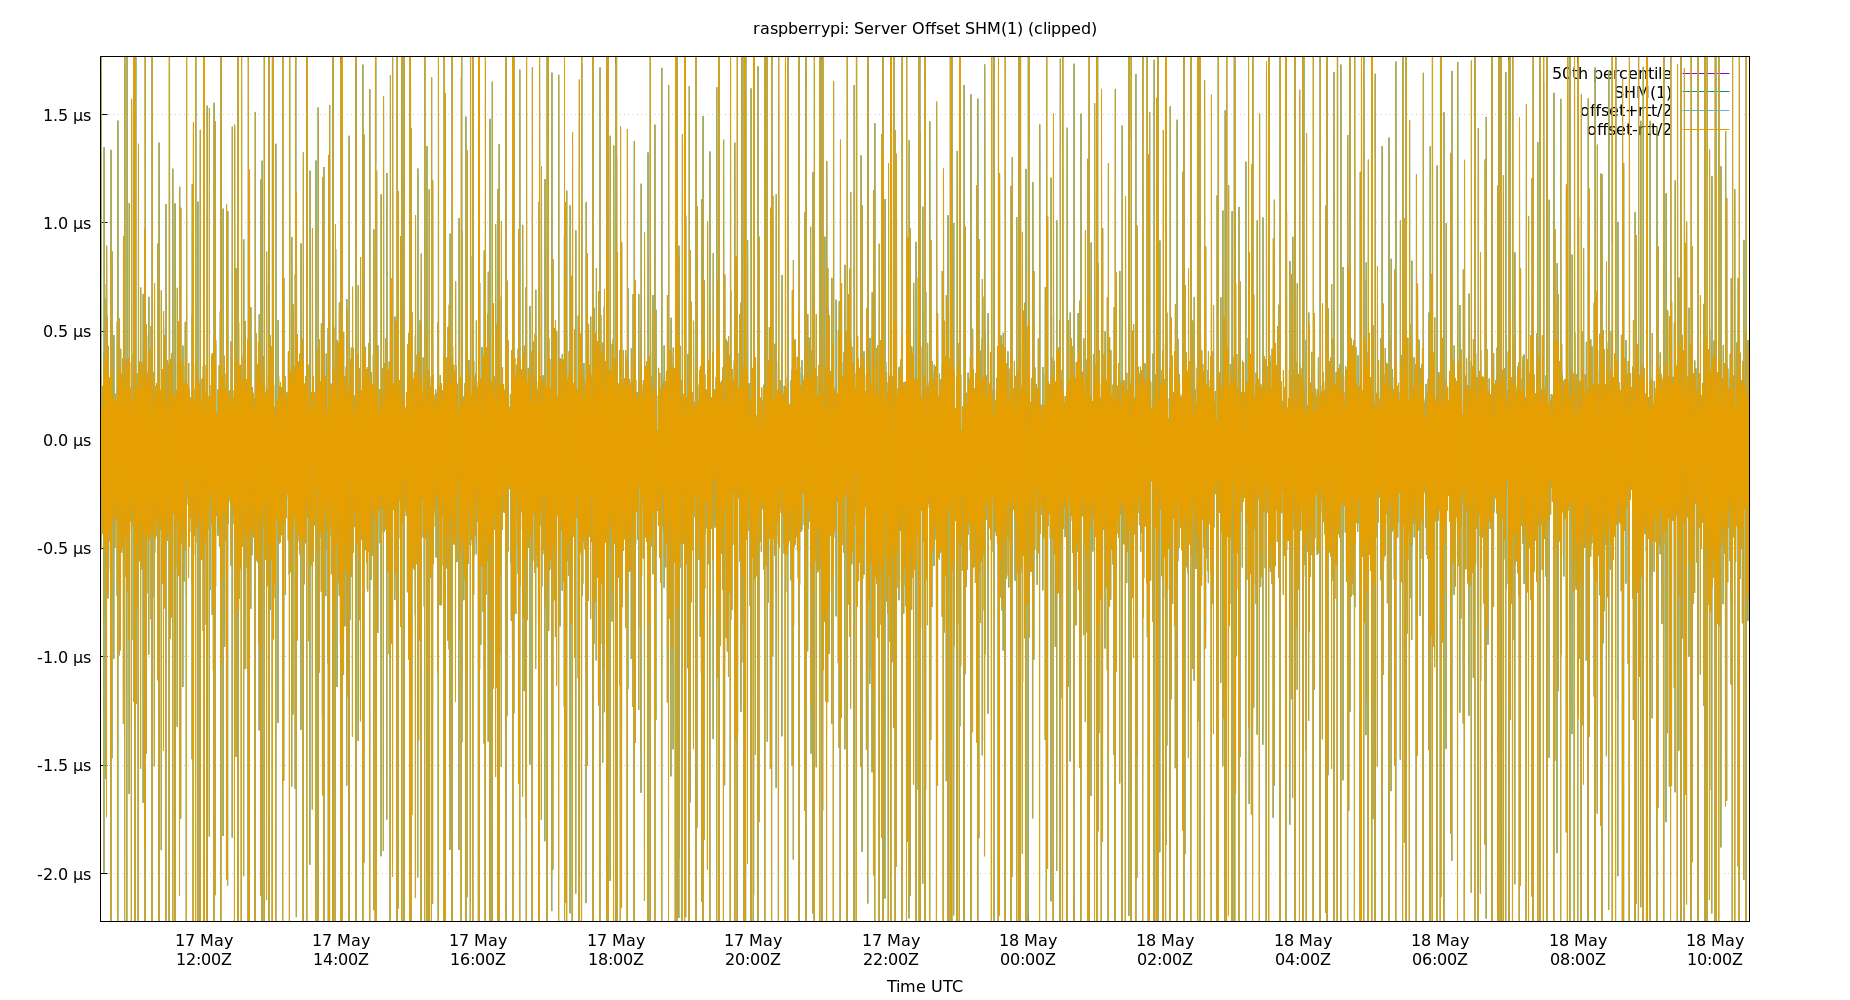 raspberrypi: Server Offset SHM(1) (clipped)
50th percentile
SHM(1)
offset+rtt/2
offset-rtt/2
1.5 µs
1.0 µs
0.5 µs
0.0 µs
-0.5 µs
-1.0 µs
-1.5 µs
-2.0 µs
17 May 17 May 17 May 17 May 17 May 17 May 18 May 18 May 18 May 18 May 18 May 18 May
12:00Z 14:00Z 16:00Z 18:00Z 20:00Z 22:00Z 00:00Z 02:00Z 04:00Z 06:00Z 08:00Z 10:00Z
Time UTC